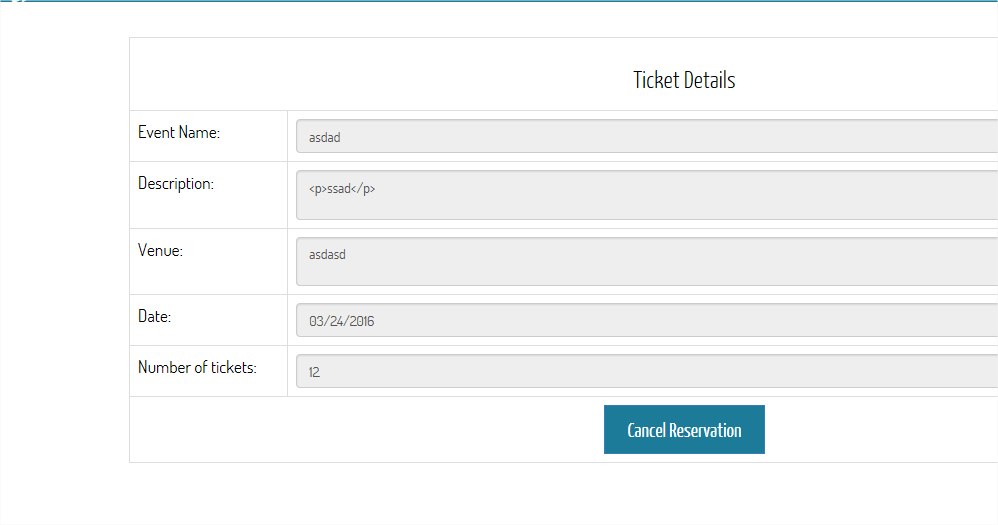 Ticket Details
Event Name:
asdad
Description:
<p>ssad</p>
Venue:
asdasd
Date:
03/24/2016
Number of tickets:
12
Cancel Reservation